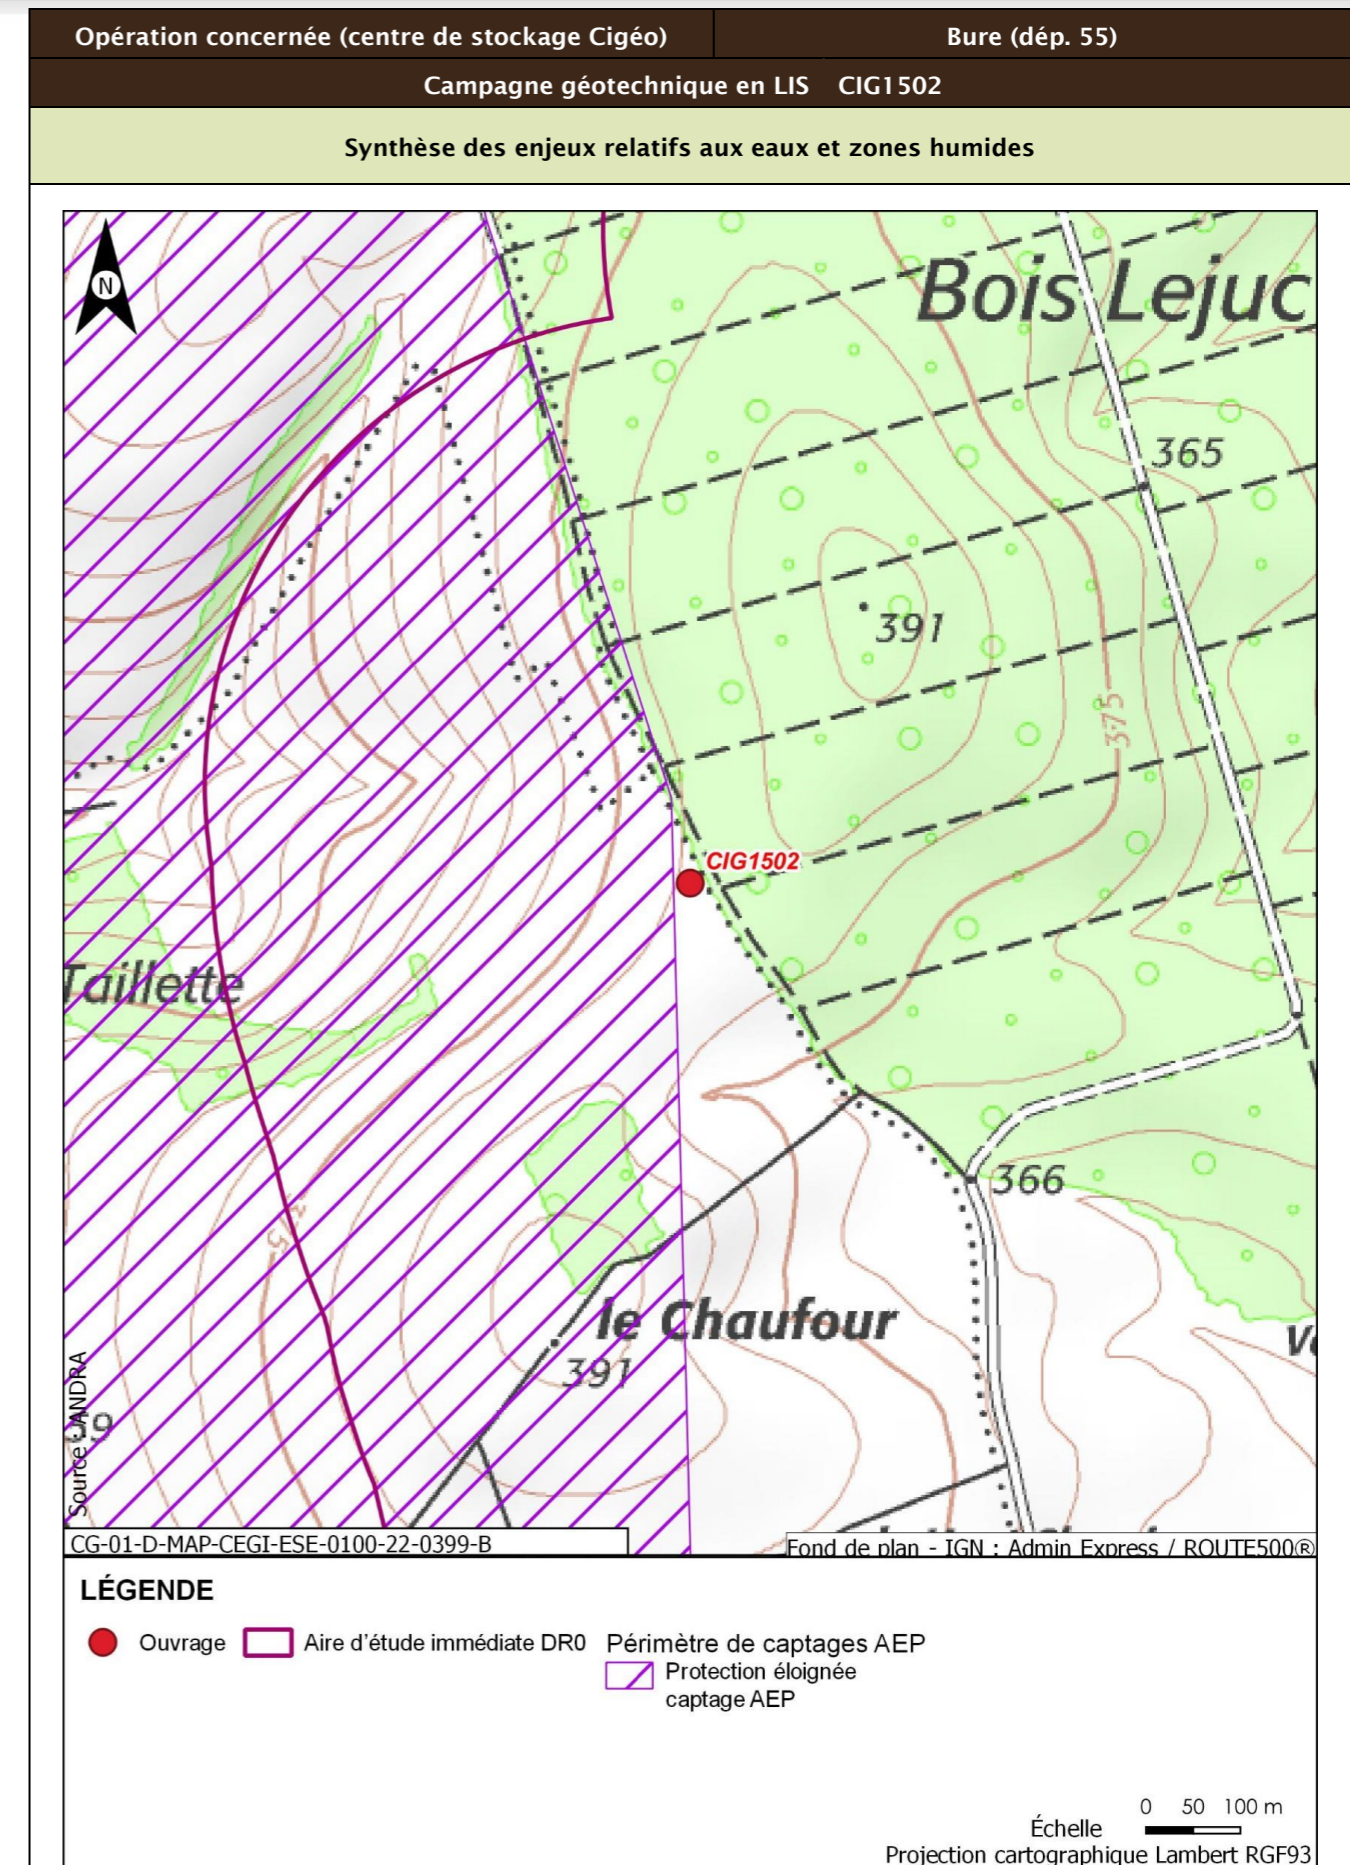 Opération concernée (centre de stockage Cigéo) Bure (dép. 55)
Campagne géotechnique en LIS CIG1502
Synthèse des enjeux relatifs aux eaux et zones humides
N
Bois Lejuc
365
391
375
CIG1502
Taillette
366
375
le Chaufour
391
Source : ANDRA
CG-01-D-MAP-CEGI-ESE-0100-22-0399-B
Fond de plan - IGN : Admin Express / ROUTE500®
LÉGENDE
Ouvrage Aire d'étude immédiate DR0 Périmètre de captages AEP
Protection éloignée
captage AEP
0 50 100 m
Échelle
Projection cartographique Lambert RGF93